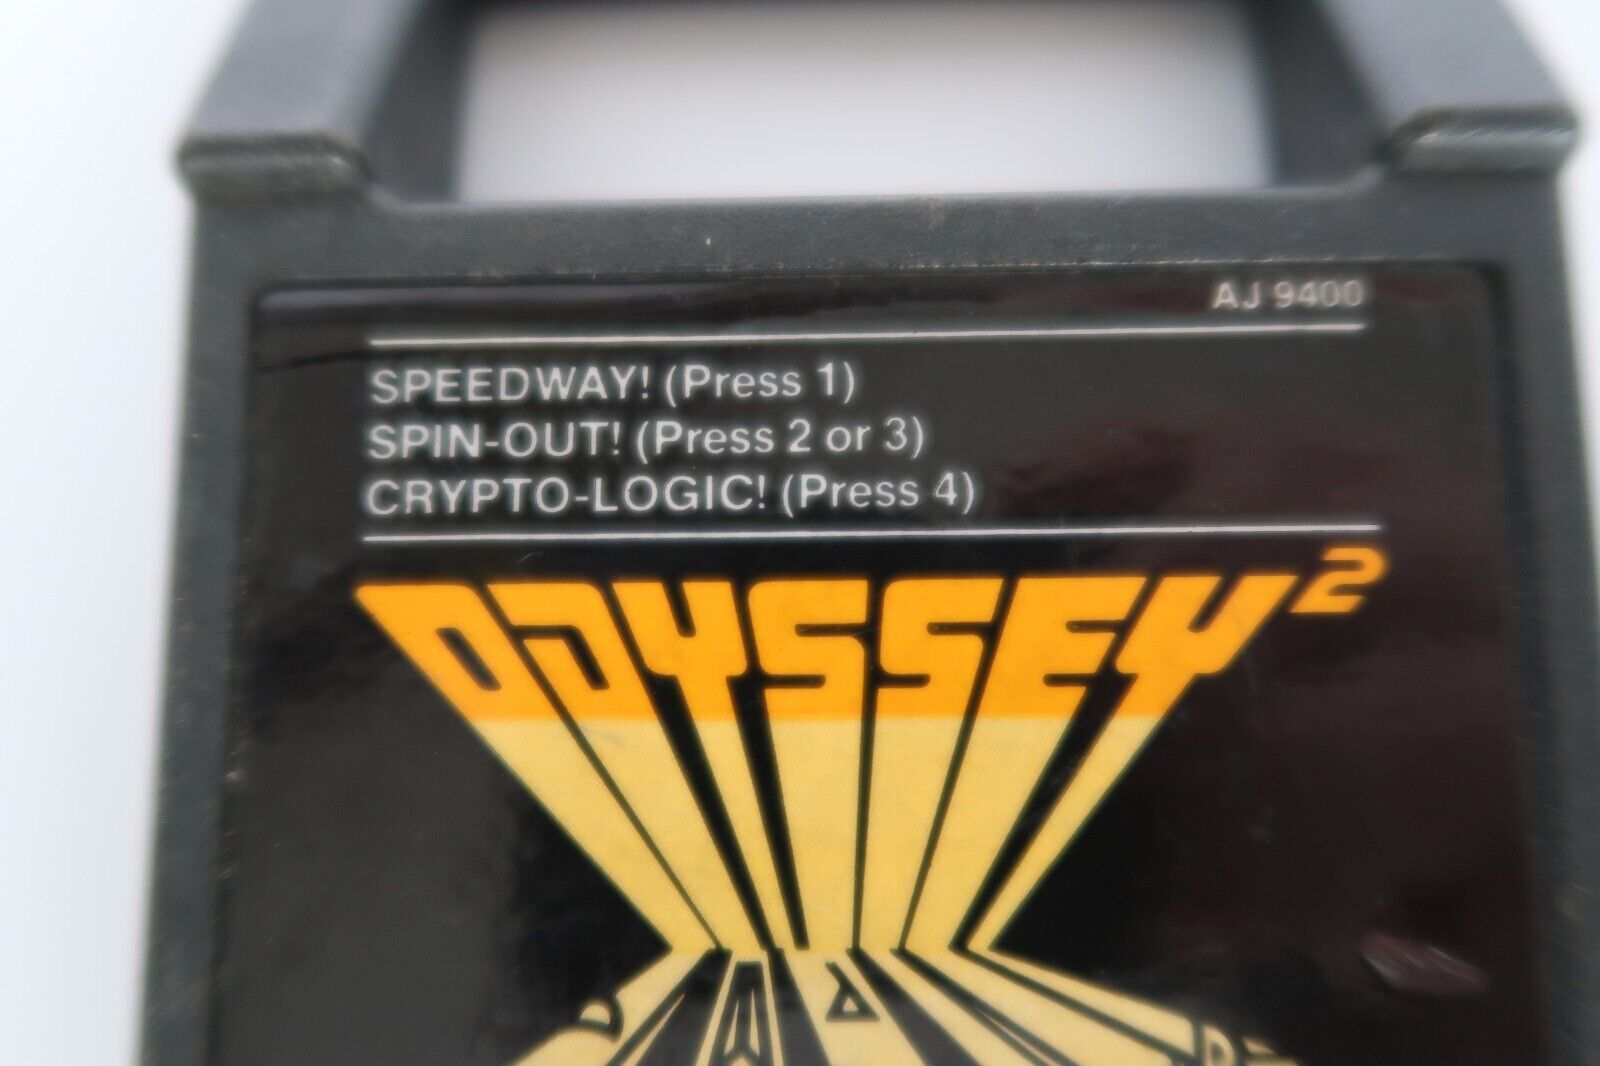 AJ 9400
SPEEDWAY! (Press 1)
SPIN-OUT! (Press 2 or 3)
CRYPTO-LOGIC! (Press 4)
ODYSSEY²